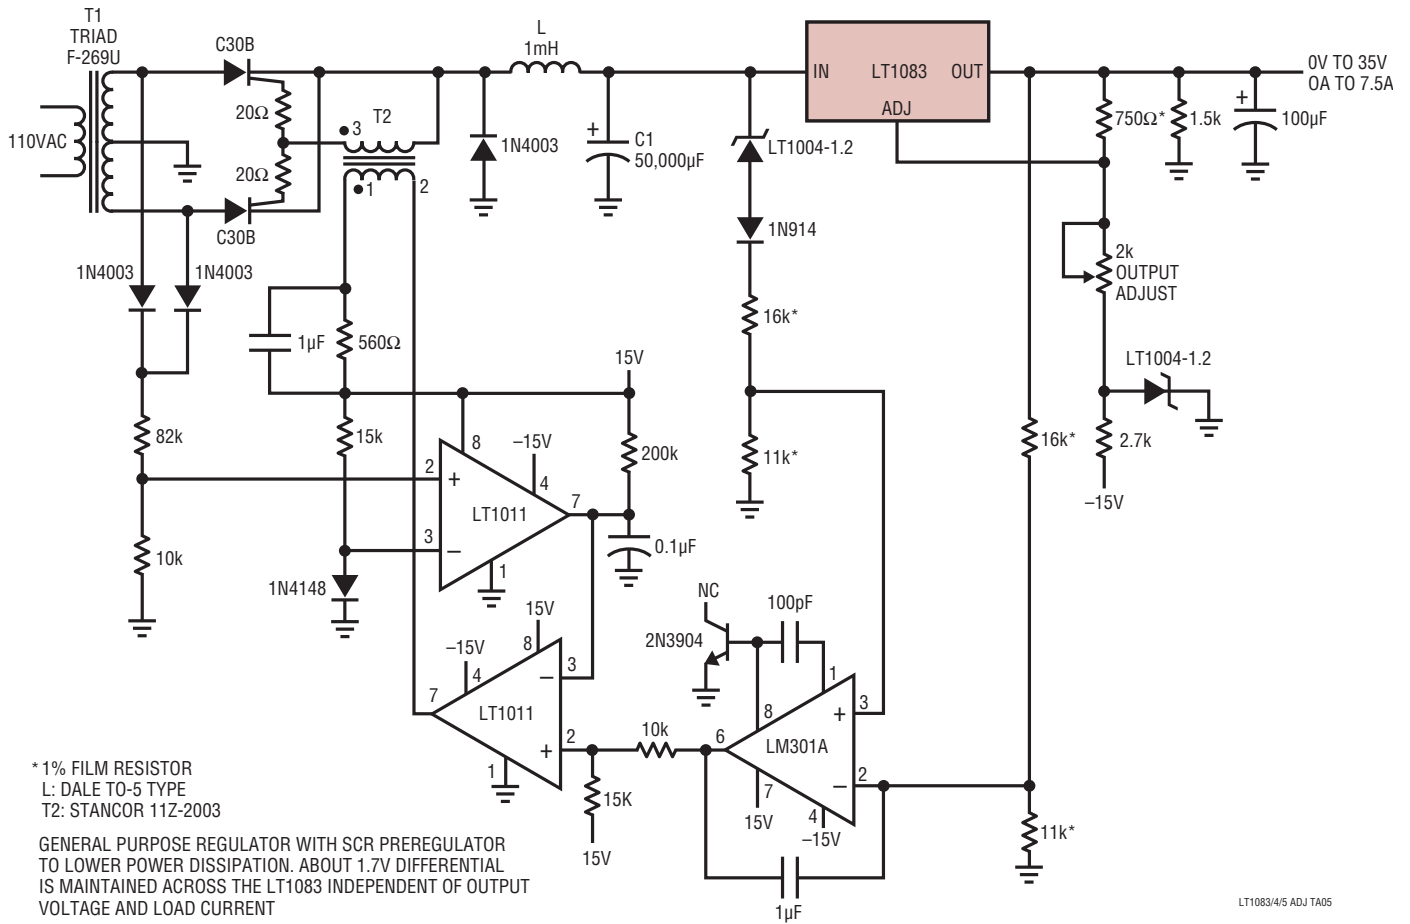 T1
TRIAD
F-269U
C30B
L
1mH
IN
LT1083
OUT
ADJ
0V TO 35V
OA TO 7.5A
110VAC
20Ω
20Ω
T2
3
1
2
C30B
1N4003
+
C1
50,000µF
LT1004-1.2
750Ω*
1.5k
+
100µF
1N914
2k
OUTPUT
ADJUST
1N4003
1N4003
1µF
560Ω
16k*
15V
LT1004-1.2
82k
15k
8
–15V
4
200k
11k*
16k*
2.7k
–15V
2
+
LT1011
7
3
–
1
0.1µF
10k
1N4148
NC
100pF
2N3904
15V
8
–15V
4
3
–
7
LT1011
2
+
1
10k
15K
15V
1
8
3
+
6
LM301A
2
–
7
15V
4
–15V
11k*
1µF
* 1% FILM RESISTOR
L: DALE TO-5 TYPE
T2: STANCOR 11Z-2003
GENERAL PURPOSE REGULATOR WITH SCR PREREGULATOR
TO LOWER POWER DISSIPATION. ABOUT 1.7V DIFFERENTIAL
IS MAINTAINED ACROSS THE LT1083 INDEPENDENT OF OUTPUT
VOLTAGE AND LOAD CURRENT
LT1083/4/5 ADJ TA05